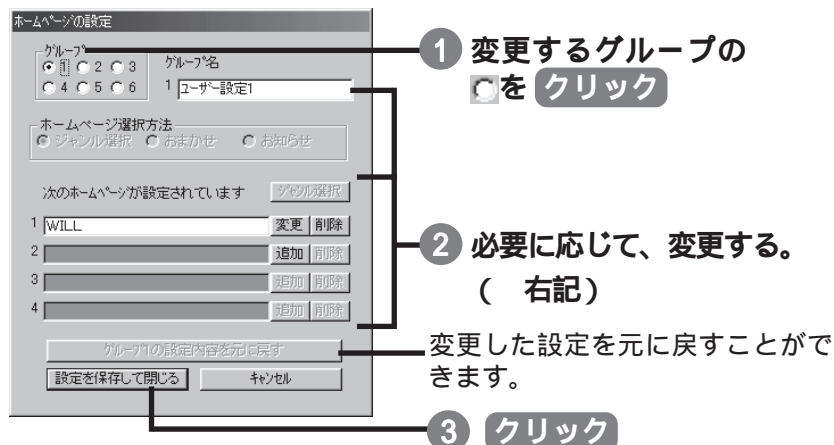 ホームページの設定
グループ
1 2 3
4 5 6
グループ名
1 ユーザー設定1
ホームページ選択方法
ジャンル選択 おまかせ お知らせ
次のホームページが設定されています ジャンル選択
1 WILL 変更 削除
2 追加 削除
3 追加 削除
4 追加 削除
グループ1の設定内容を元に戻す
設定を保存して閉じる キャンセル
1 変更するグループの
を クリック
2 必要に応じて、変更する。
( 右記)
変更した設定を元に戻すことがで
きます。
3 クリック